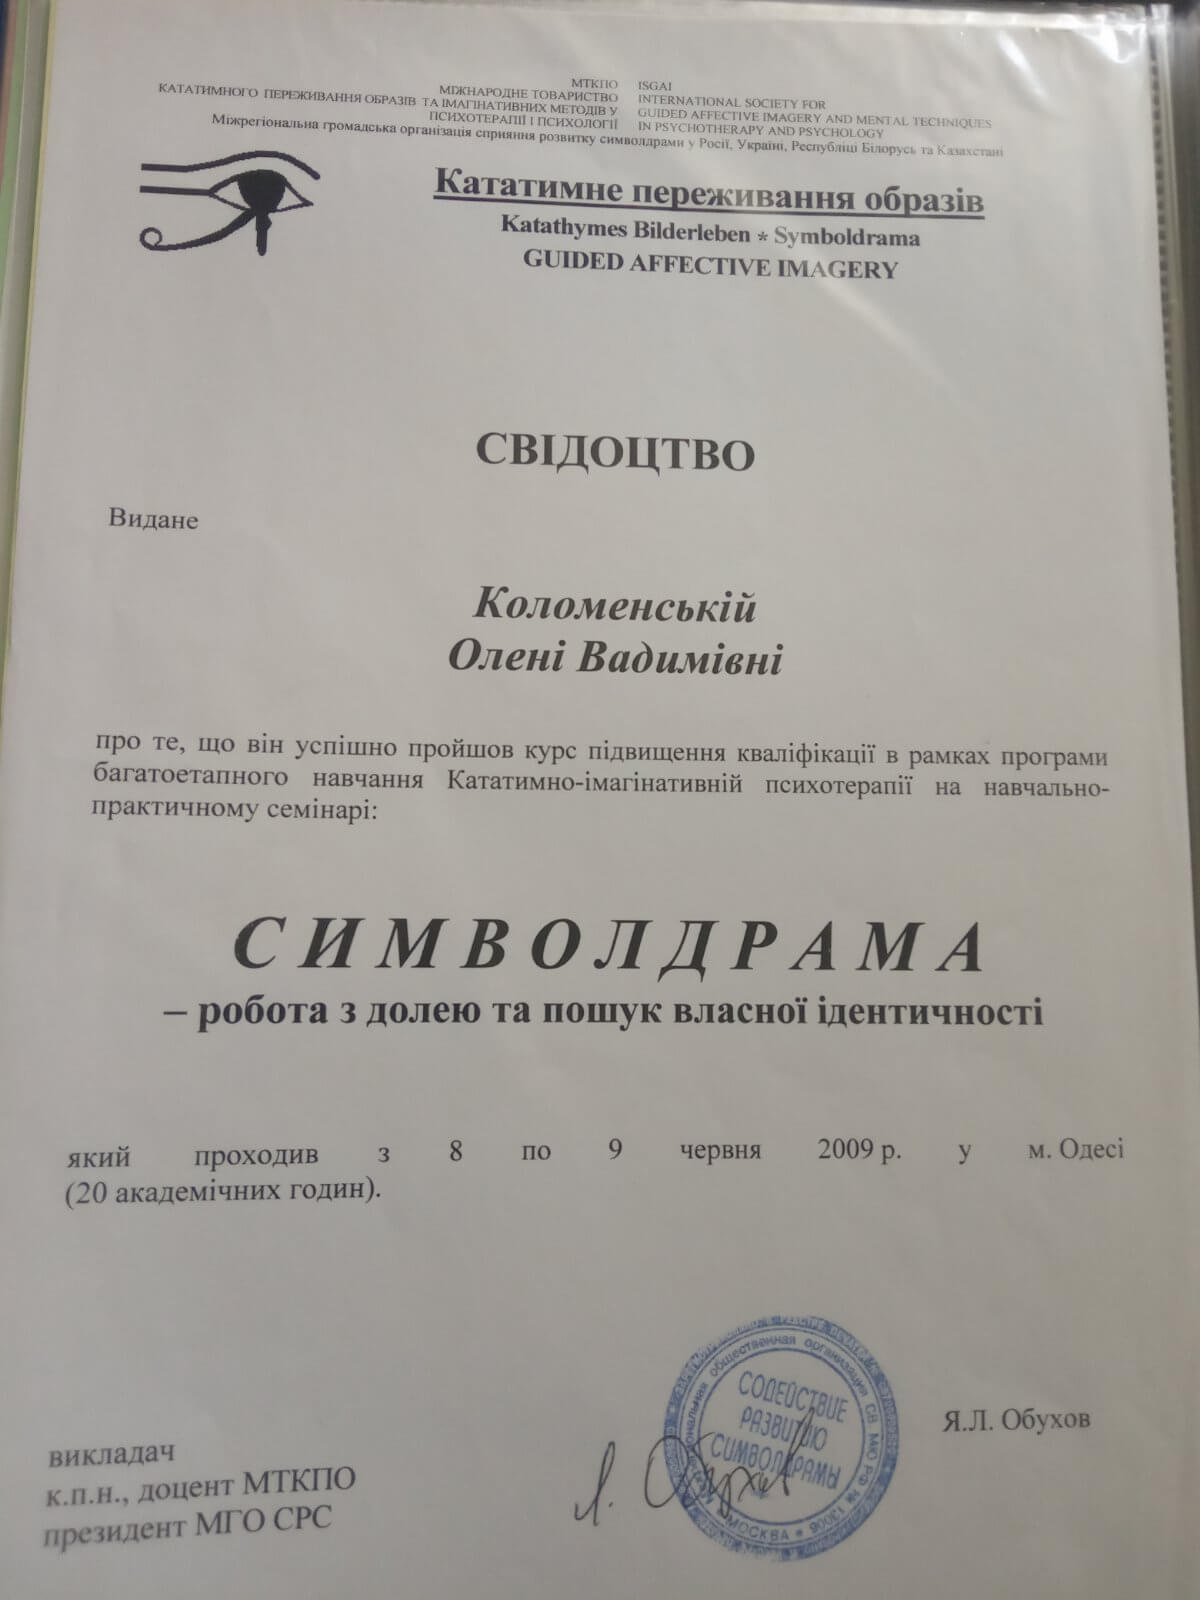 МТКПО
МІЖНАРОДНЕ ТОВАРИСТВО
КАТАТИМНОГО ПЕРЕЖИВАННЯ ОБРАЗІВ ТА ІМАГІНАТИВНИХ МЕТОДІВ У
ПСИХОТЕРАПІЇ І ПСИХОЛОГІЇ
ISGAI
INTERNATIONAL SOCIETY FOR
GUIDED AFFECTIVE IMAGERY AND MENTAL TECHNIQUES
IN PSYCHOTHERAPY AND PSYCHOLOGY
Міжрегіональна громадська організація сприяння розвитку символдрами у Росії, Україні, Республіці Білорусь та Казахстані
Кататимне переживання образів
Katathymes Bilderleben * Symboldrama
GUIDED AFFECTIVE IMAGERY
СВІДОЦТВО
Видане
Коломенській
Олені Вадимівні
про те, що він успішно пройшов курс підвищення кваліфікації в рамках програми
багатоетапного навчання Кататимно-імагінативній психотерапії на навчально-
практичному семінарі:
СИМВОЛДРАМА
– робота з долею та пошук власної ідентичності
який проходив з 8 по 9 червня 2009 р. у м. Одесі
(20 академічних годин).
викладач
к.п.н., доцент МТКПО
президент МГО СРС
Я.Л. Обухов
общественная организация
СОДЕЙСТВИЕ
РАЗВИТИЮ
СИМВОЛДРАМЫ
МОСКВА